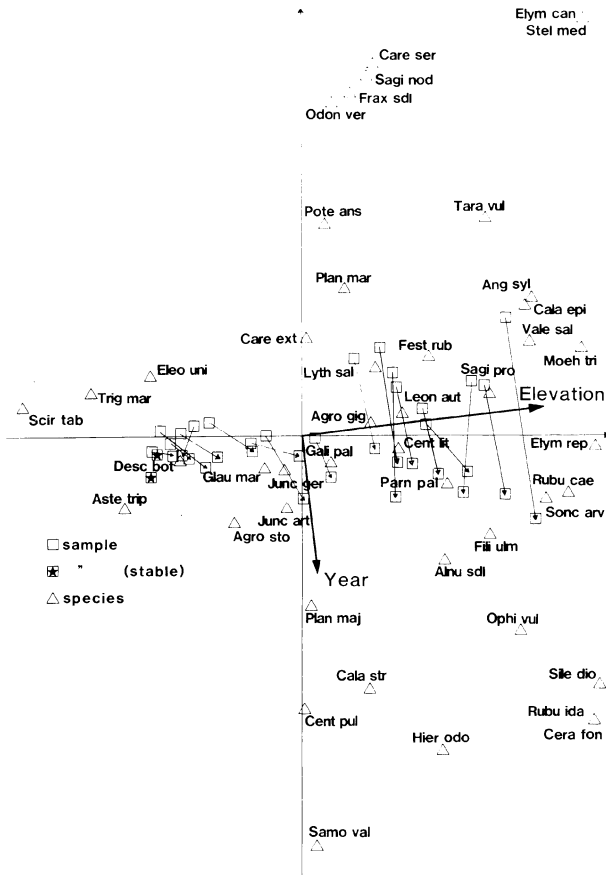 Elym can
Stel med
Care ser
Sagi nod
Frax sdl
Odon ver
Pote ans
Tara vul
Plan mar
Ang syl
Cala epi
Vale sal
Care ext
Fest rub
Moeh tri
Eleo uni
Lyth sal
Sagi pro
Trig mar
Leon aut
Elevation
Scir tab
Agro gig
Cent lit
Elym rep
Gali pal
Desc bot
Glau mar
Junc ger
Parn pal
Rubu cae
Aste trip
Junc art
Sonc arv
Agro sto
sample
Fili ulm
" (stable)
Alnu sdl
Year
species
Plan maj
Ophi vul
Cala str
Sile dio
Cent pul
Rubu ida
Hier odo
Cera fon
Samo val